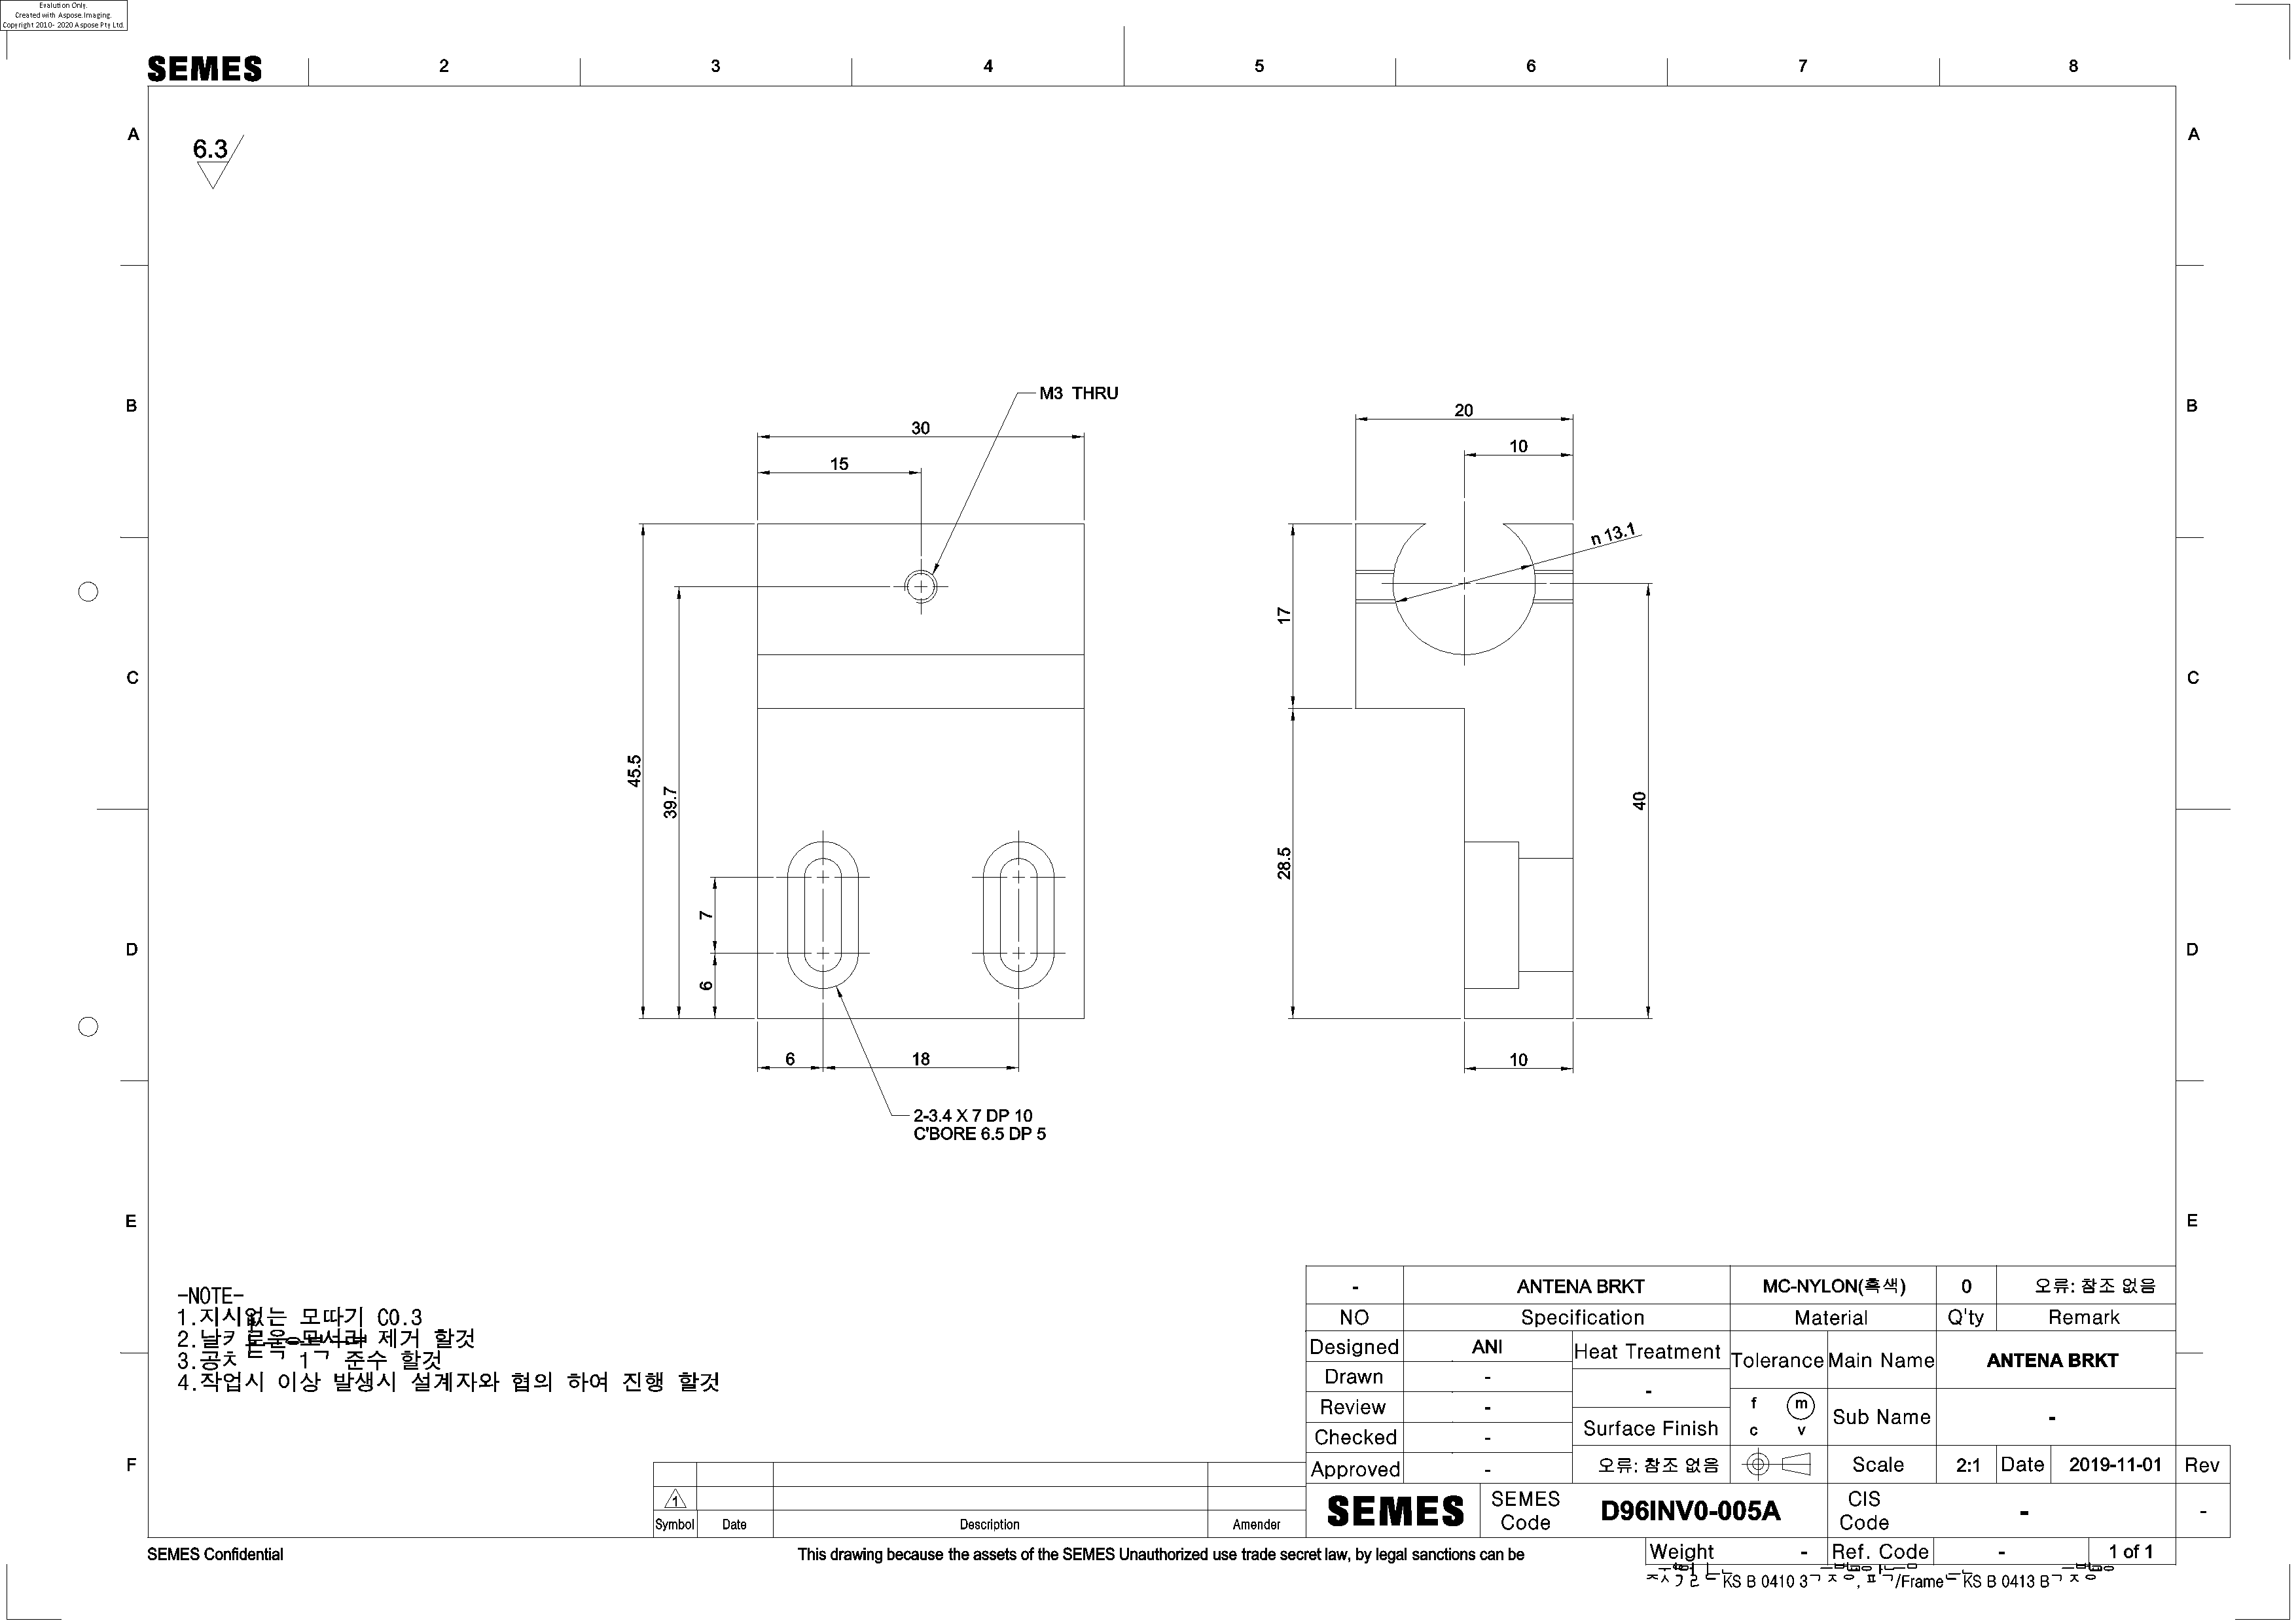 Evalution Only.
Created with Aspose.Imaging.
Copyright 2010- 2020 Aspose Pty Ltd.
SEMES 2 3 4 5 6 7 8
A A
6.3
B B
M3 THRU
30
15
20
10
n 13.1
17
C C
45.5
39.7
40
28.5
7
D D
6
6 18
10
2-3.4 X 7 DP 10
C'BORE 6.5 DP 5
E E
-NOTE-
1.지시없는 모따기 C0.3
2.날카로운 모서리 제거 할것
3.공차 1 준수 할것
4.작업시 이상 발생시 설계자와 협의 하여 진행 할것
- ANTENA BRKT MC-NYLON(흑색) 0 오류: 참조 없음
NO Specification Material Q'ty Remark
Designed ANI Heat Treatment Tolerance Main Name ANTENA BRKT
Drawn - -
Review - f m Sub Name -
Checked - Surface Finish c v
F Approved - 오류: 참조 없음 Scale 2:1 Date 2019-11-01 Rev
1
SEMES SEMES Code D96INV0-005A CIS Code - -
Symbol Date Description Amender
SEMES Confidential This drawing because the assets of the SEMES Unauthorized use trade secret law, by legal sanctions can be Weight - Ref. Code - 1 of 1
KS B 0410 3 /Frame KS B 0413 B